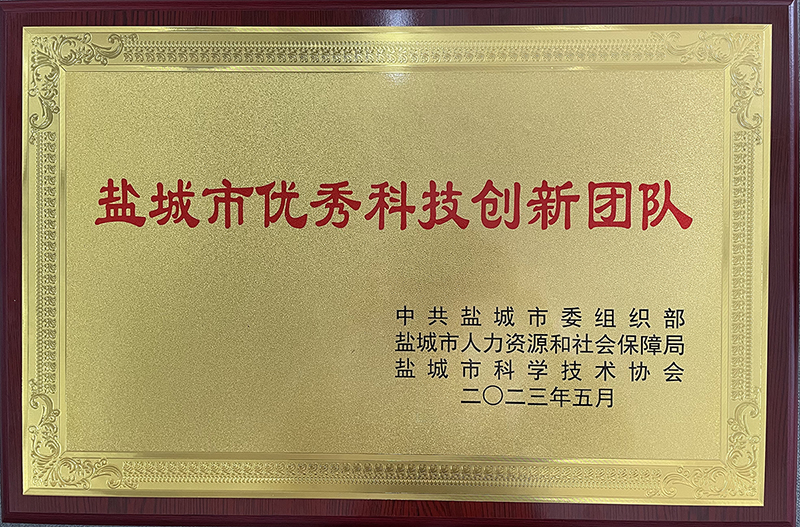 盐城市优秀科技创新团队
中共盐城市委组织部
盐城市人力资源和社会保障局
盐城市科学技术协会
二〇二三年五月